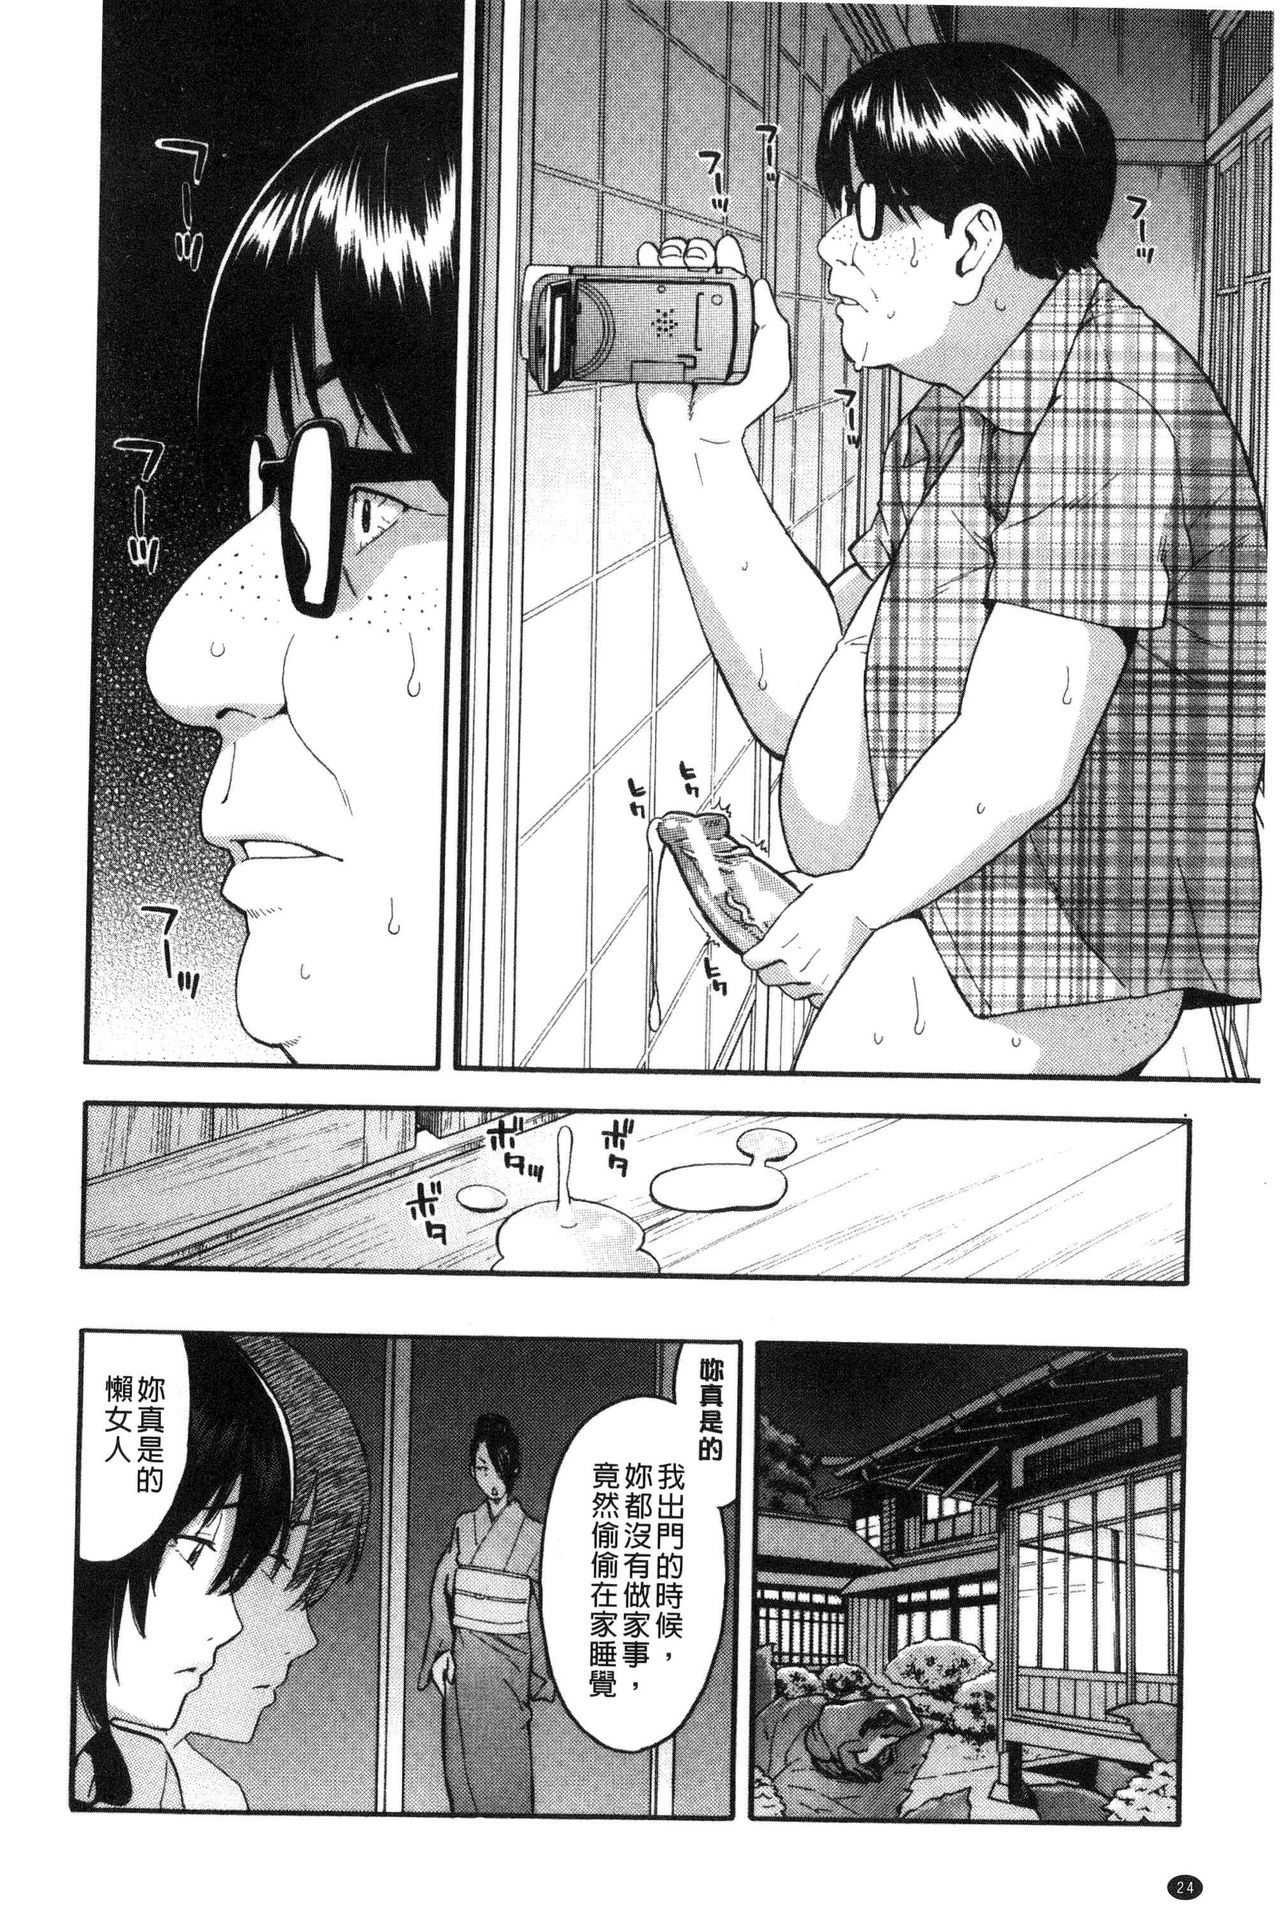 フーッ
フーッ
フーッ
フーッ
ヒク
ヒク
ヒク
フーッ
フーッ
フーッ
ボタ
ボタッ
ボタ
妳真是的
我出門的時候，
妳都沒有做家事，
竟然偷偷在家睡覺
妳真是的
懶女人
24